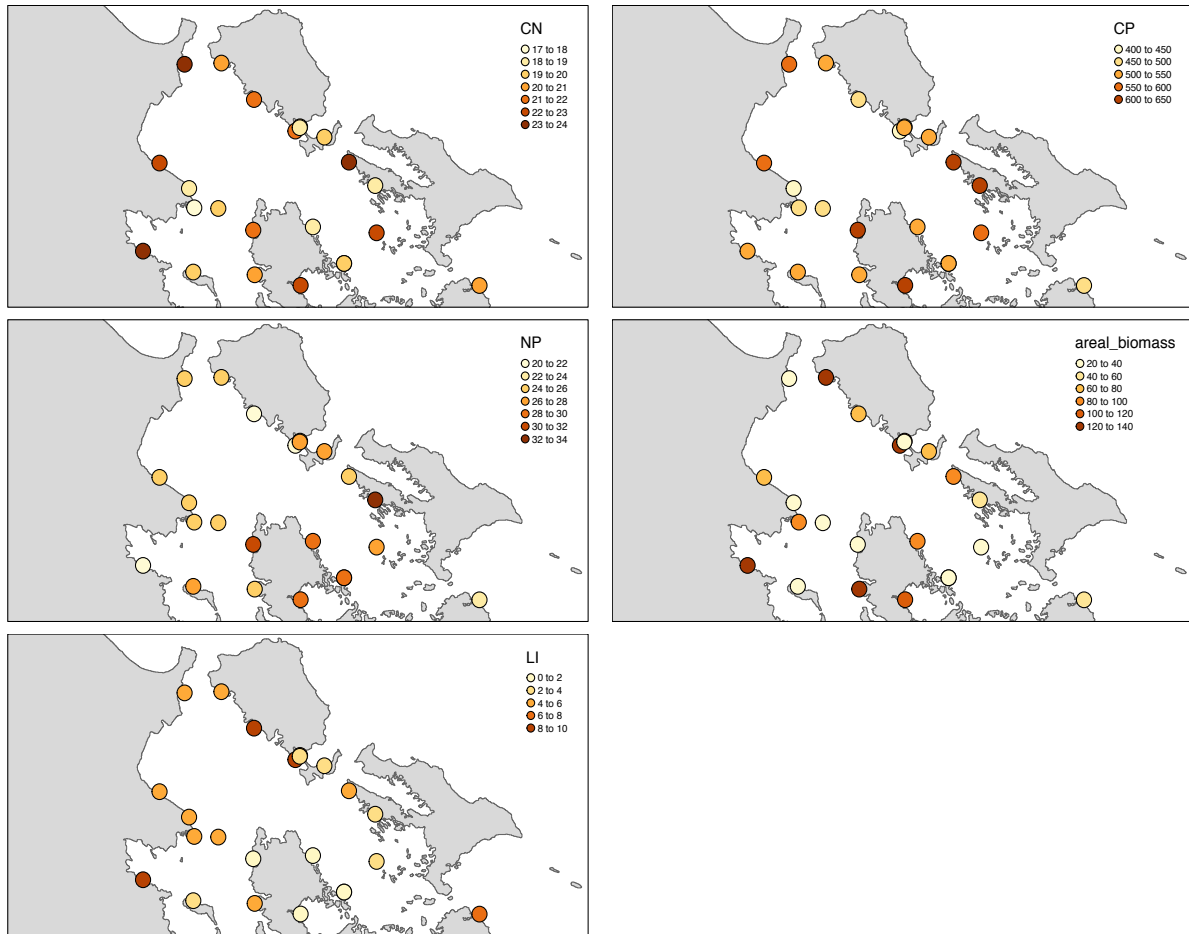 CN
17 to 18
18 to 19
19 to 20
20 to 21
21 to 22
22 to 23
23 to 24
CP
400 to 450
450 to 500
500 to 550
550 to 600
600 to 650
NP
20 to 22
22 to 24
24 to 26
26 to 28
28 to 30
30 to 32
32 to 34
areal_biomass
20 to 40
40 to 60
60 to 80
80 to 100
100 to 120
120 to 140
LI
0 to 2
2 to 4
4 to 6
6 to 8
8 to 10